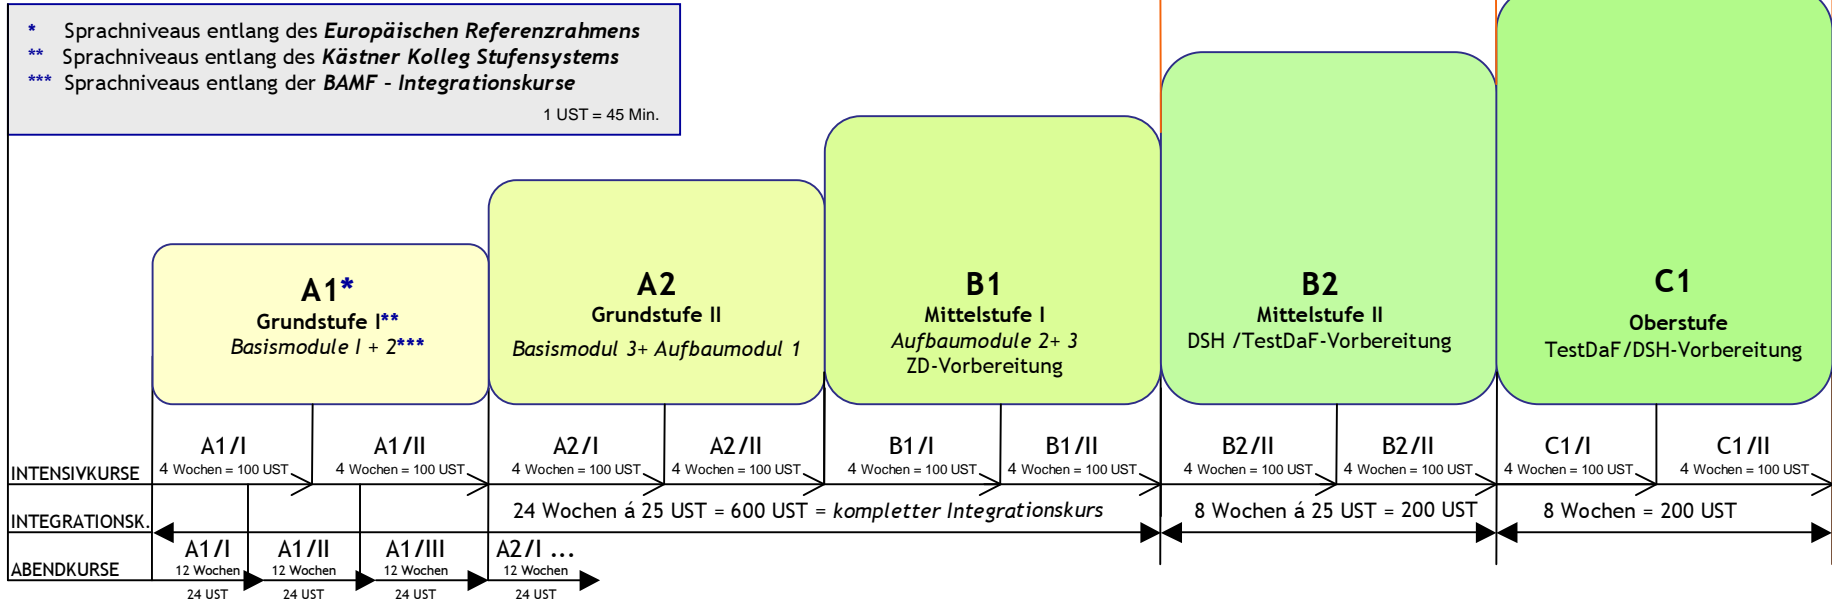 * Sprachniveaus entlang des Europäischen Referenzrahmens
** Sprachniveaus entlang des Kästner Kolleg Stufensystems
*** Sprachniveaus entlang der BAMF - Integrationskurse
1 UST = 45 Min.
A1*
Grundstufe I**
Basismodule I + 2***
A2
Grundstufe II
Basismodul 3+ Aufbaumodul 1
B1
Mittelstufe I
Aufbaumodule 2+ 3
ZD-Vorbereitung
B2
Mittelstufe II
DSH /TestDaF-Vorbereitung
C1
Oberstufe
TestDaF/DSH-Vorbereitung
INTENSIVKURSE
A1/I
4 Wochen = 100 UST
A1/II
4 Wochen = 100 UST
A2/I
4 Wochen = 100 UST
A2/II
4 Wochen = 100 UST
B1/I
4 Wochen = 100 UST
B1/II
4 Wochen = 100 UST
B2/II
4 Wochen = 100 UST
B2/II
4 Wochen = 100 UST
C1/I
4 Wochen = 100 UST
C1/II
4 Wochen = 100 UST
INTEGRATIONSK.
24 Wochen á 25 UST = 600 UST = kompletter Integrationskurs
8 Wochen á 25 UST = 200 UST
8 Wochen = 200 UST
ABENDKURSE
A1/I
12 Wochen
24 UST
A1/II
12 Wochen
24 UST
A1/III
12 Wochen
24 UST
A2/I ...
12 Wochen
24 UST